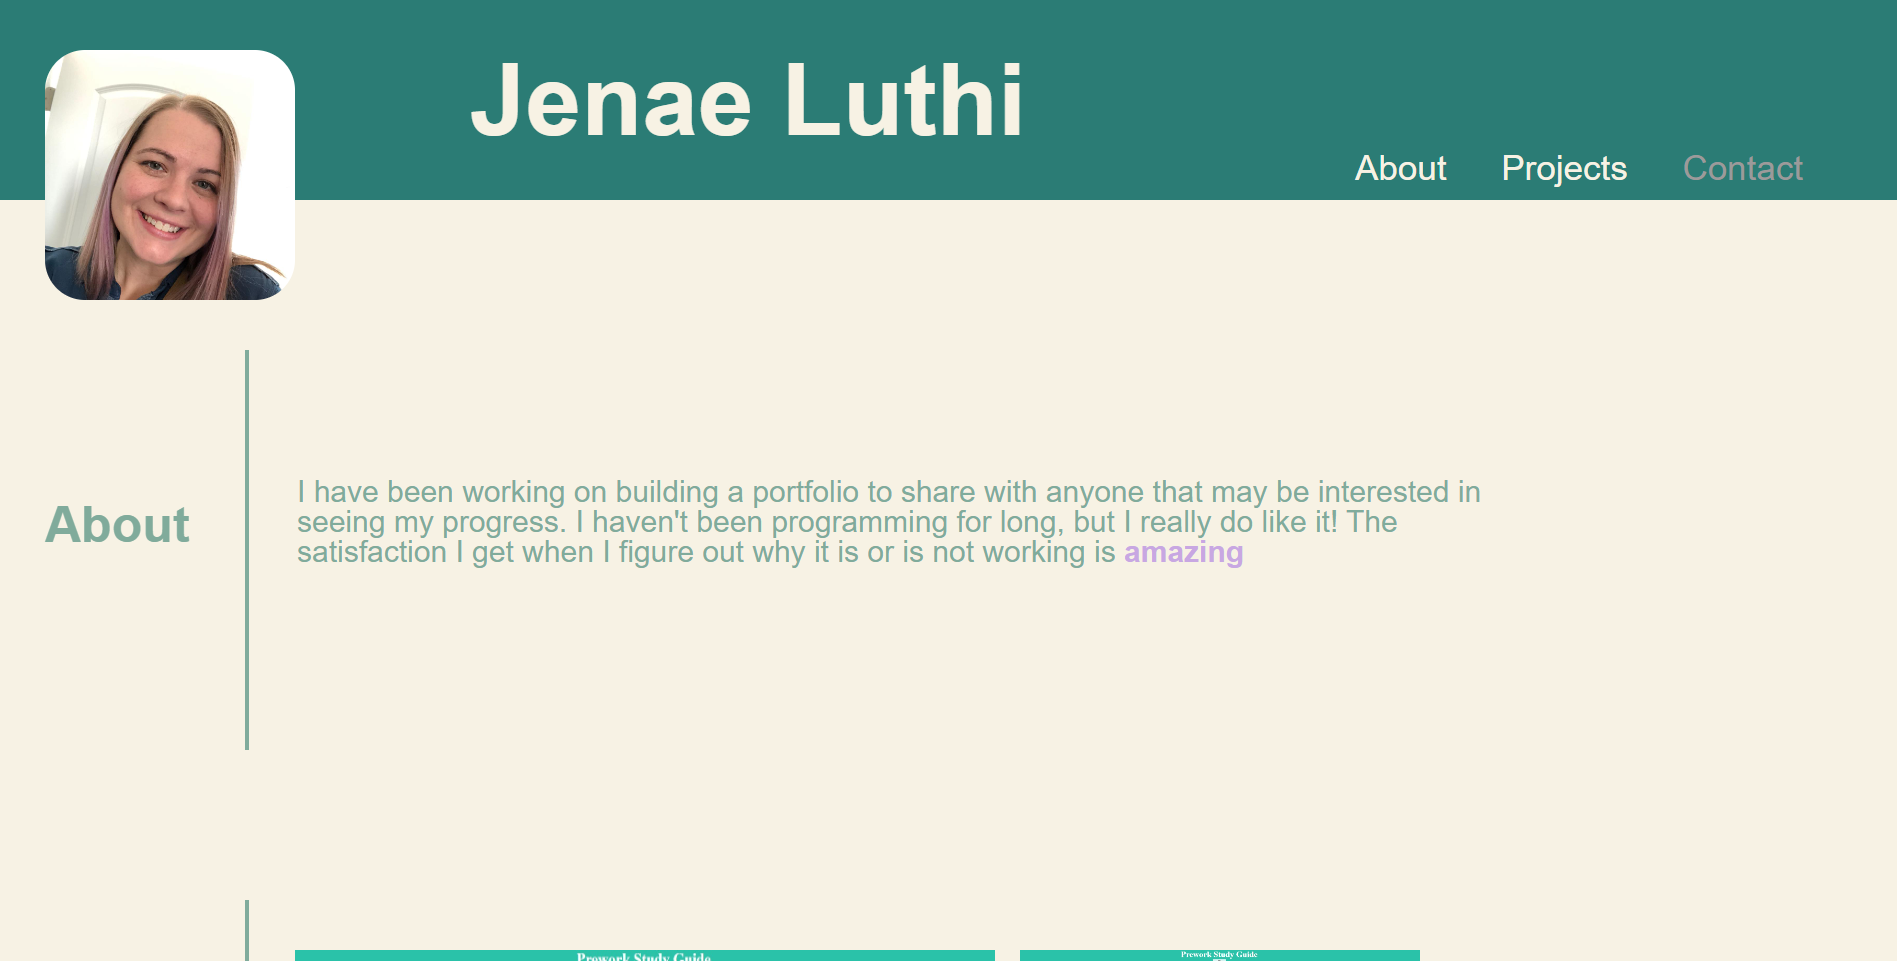 Jenae Luthi
About Projects Contact
About
I have been working on building a portfolio to share with anyone that may be interested in
seeing my progress. I haven't been programming for long, but I really do like it! The
satisfaction I get when I figure out why it is or is not working is amazing
Prework Study Guide
Prework Study Guide